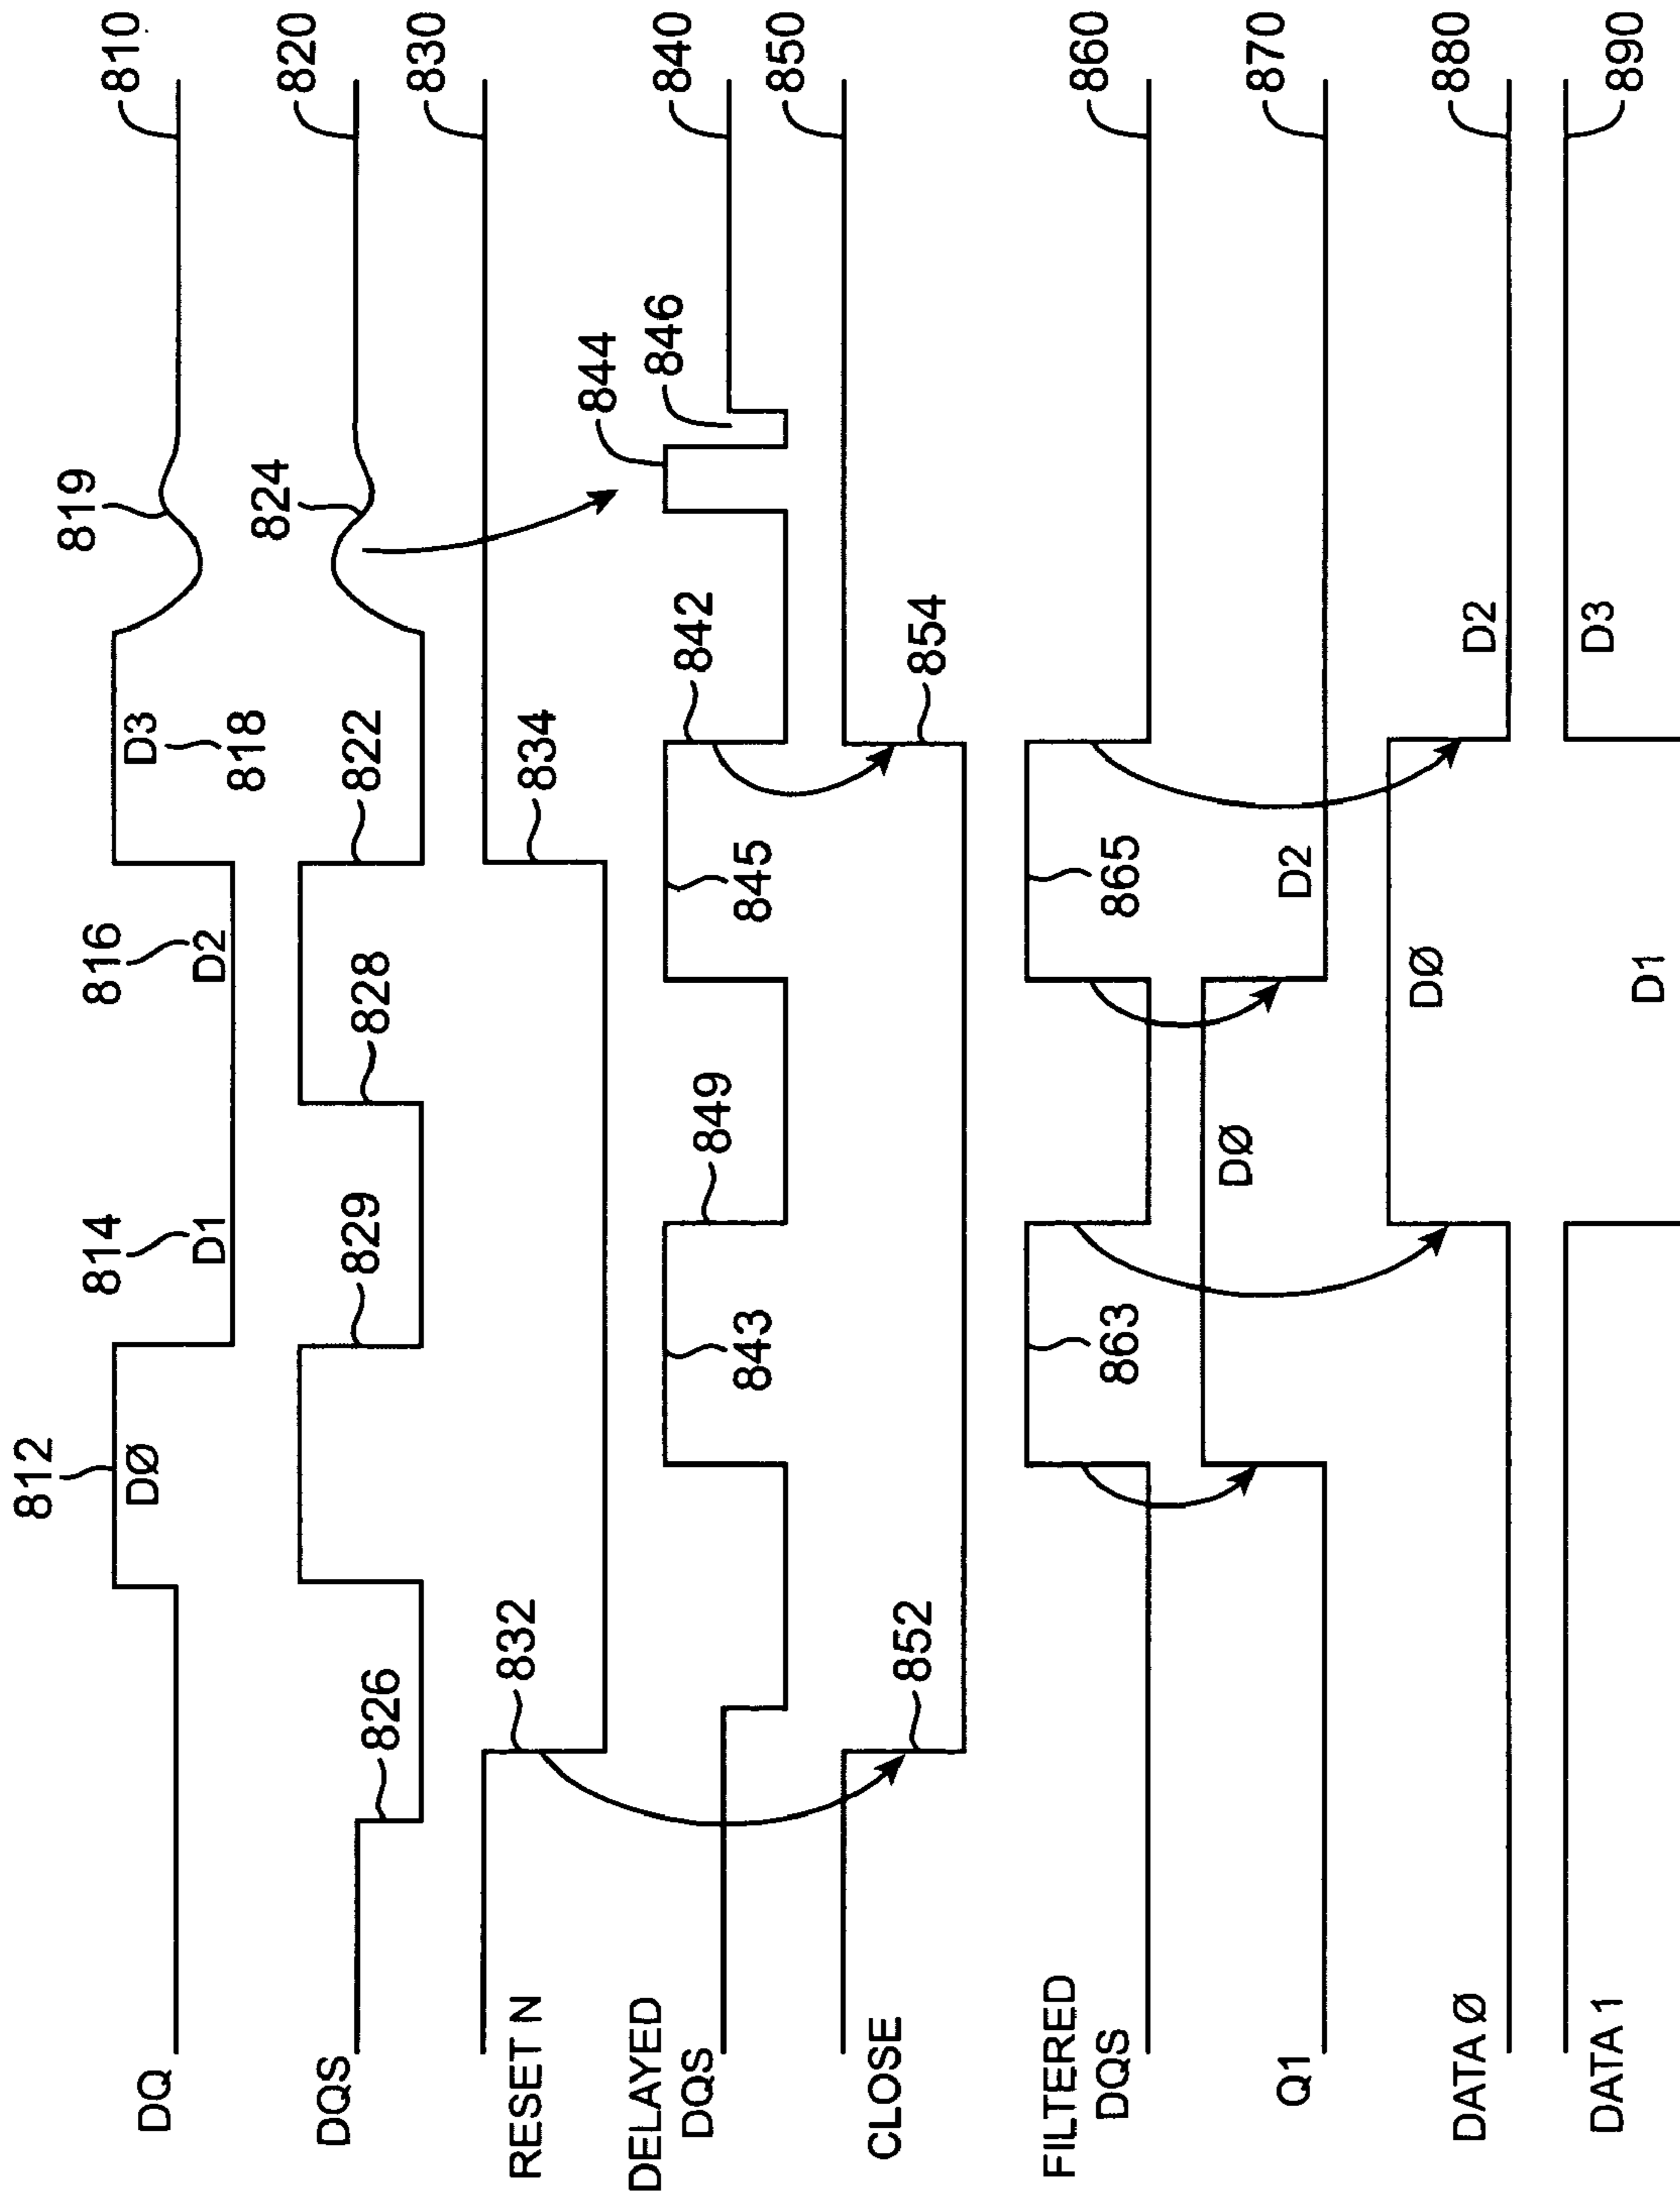 819
812 814 816 D3 810
DQ DØ D1 D2 818
824
826 829 828 822 820
DQS
832 834 830
RESET N
844
846
DELAYED
DQS 843 849 845 842 840
852 854 850
CLOSE
FILTERED
DQS 863 865 860
Q1 DØ D2 870
DATA Ø DØ D2 880
DATA 1 D1 D3 890